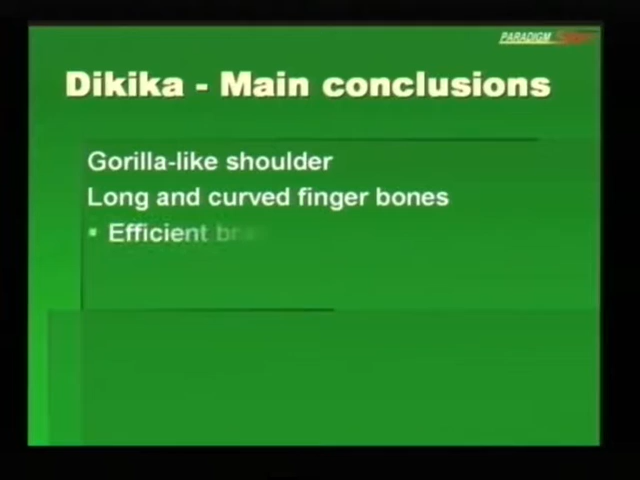 PARADIGM
Dikika - Main conclusions
Gorilla-like shoulder
Long and curved finger bones
▪ Efficient